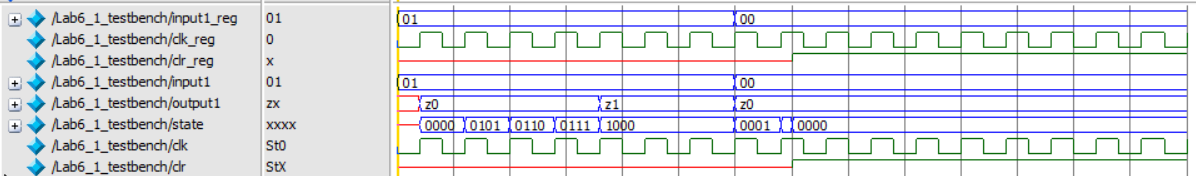 /Lab6_1_testbench/input1_reg 01 01 00
/Lab6_1_testbench/clk_reg 0
/Lab6_1_testbench/clr_reg x
/Lab6_1_testbench/input1 01 01 00
/Lab6_1_testbench/output1 zx z0 z1 z0
/Lab6_1_testbench/state xxxx 0000 0101 0110 0111 1000 0001 0000
/Lab6_1_testbench/clk St0
/Lab6_1_testbench/clr StX